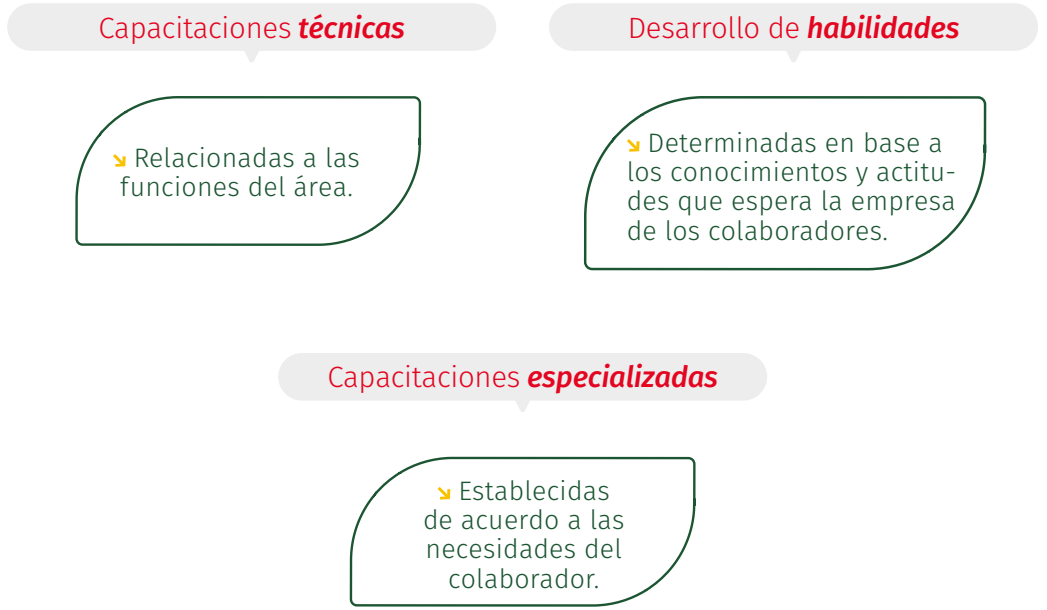 Capacitaciones técnicas
Relacionadas a las
funciones del área.
Desarrollo de habilidades
Determinadas en base a
los conocimientos y actitu-
des que espera la empresa
de los colaboradores.
Capacitaciones especializadas
Establecidas
de acuerdo a las
necesidades del
colaborador.